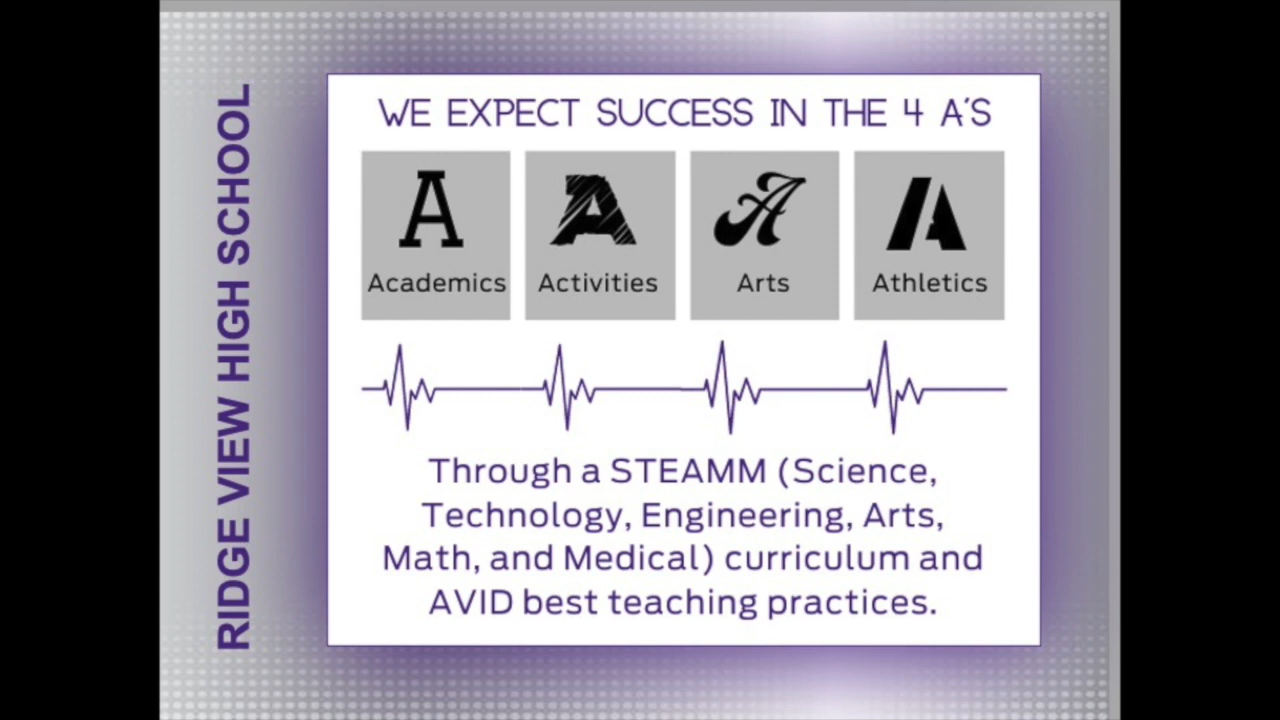 RIDGE VIEW HIGH SCHOOL
WE EXPECT SUCCESS IN THE 4 A'S
A A A A
Academics Activities Arts Athletics
Through a STEAMM (Science,
Technology, Engineering, Arts,
Math, and Medical) curriculum and
AVID best teaching practices.